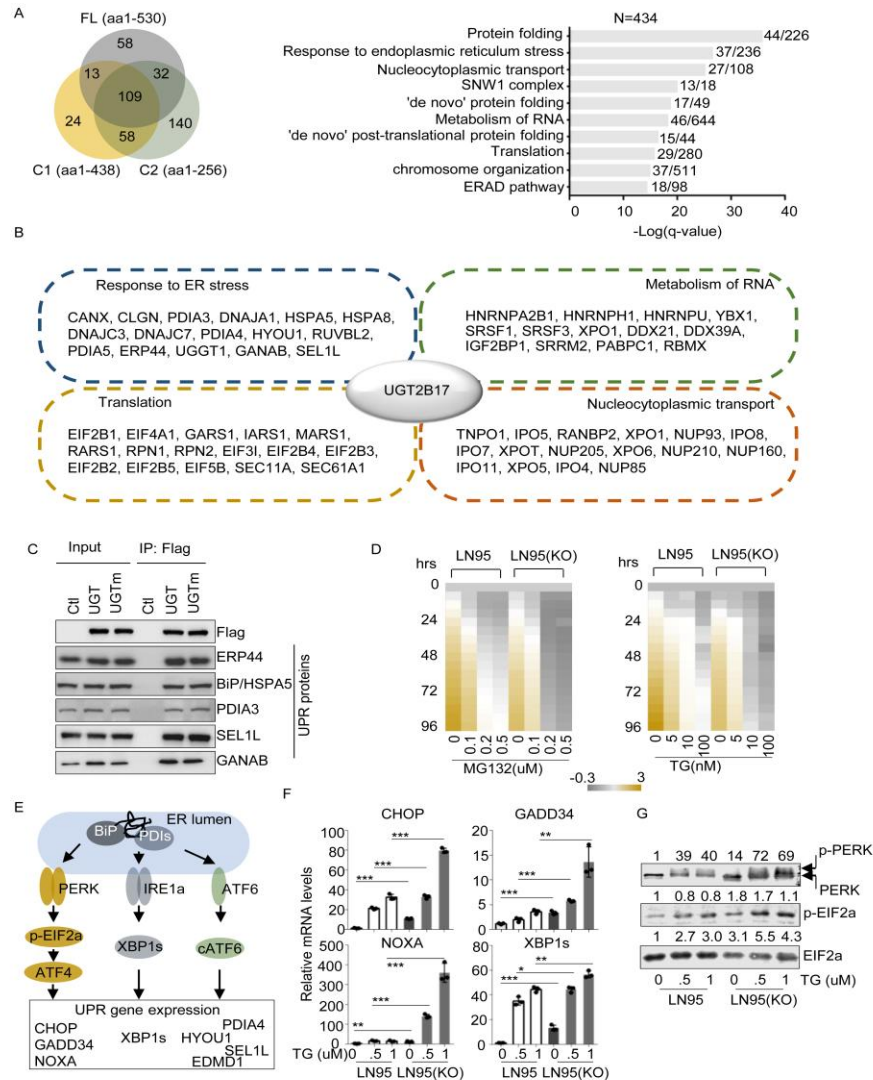 A
FL (aa1-530)
58
13
32
109
24
58
140
C1 (aa1-438)
C2 (aa1-256)
N=434
Protein folding 44/226
Response to endoplasmic reticulum stress 37/236
Nucleocytoplasmic transport 25/108
SNW1 complex 13/18
'de novo' protein folding 17/49
Metabolism of RNA 46/644
'de novo' post-translational protein folding 15/44
Translation 29/280
chromosome organization 37/511
ERAD pathway 18/98
0 10 20 30 40
-Log(q-value)
B
Response to ER stress
CANX, CLGN, PDIA3, DNAJA1, HSPA5, HSPA8,
DNAJC3, DNAJC7, PDIA4, HYOU1, RUVBL2,
PDIA5, ERP44, UGGT1, GANAB, SEL1L
Metabolism of RNA
HNRNPA2B1, HNRNPH1, HNRNPU, YBX1,
SRSF1, SRSF3, XPO1, DDX21, DDX39A,
IGF2BP1, SRRM2, PABPC1, RBMX
UGT2B17
Translation
EIF2B1, EIF4A1, GARS1, IARS1, MARS1,
RARS1, RPN1, RPN2, EIF3I, EIF2B4, EIF2B3,
EIF2B2, EIF2B5, EIF5B, SEC11A, SEC61A1
Nucleocytoplasmic transport
TNPO1, IPO5, RANBP2, XPO1, NUP93, IPO8,
IPO7, XPOT, NUP205, XPO6, NUP210, NUP160,
IPO11, XPO5, IPO4, NUP85
C
Input IP: Flag
Ctl UGT UGTm Ctl UGT UGTm
Flag
ERP44
BiP/HSPA5
PDIA3
SEL1L
GANAB
UPR proteins
D
LN95 LN95(KO) LN95 LN95(KO)
hrs
0
24
48
72
96
0 0.1 0.2 0.5 0 0.1 0.2 0.5
MG132(uM)
hrs
0
24
48
72
96
0 5 10 100 0 5 10 100
TG(nM)
-0.3 3
E
ER lumen
BiP PDIs
PERK IRE1a ATF6
p-EIF2a
XBP1s cATF6
ATF4
UPR gene expression
CHOP
GADD34
NOXA
XBP1s
PDIA4
HYOU1
SEL1L
EDMD1
F
Relative mRNA levels
CHOP
100
80
60
40
20
0
*** *** *** ***
GADD34
20
15
10
5
0
** *** ***
NOXA
500
400
300
200
100
0
*** *** *** **
XBP1s
80
60
40
20
0
** * *** ***
TG (uM) 0 .5 1 0 .5 1
LN95 LN95(KO)
0 .5 1 0 .5 1
LN95 LN95(KO)
G
1 39 40 14 72 69
p-PERK
PERK
1 0.8 0.8 1.8 1.7 1.1
p-EIF2a
1 2.7 3.0 3.1 5.5 4.3
EIF2a
0 .5 1 0 .5 1 TG (uM)
LN95 LN95(KO)